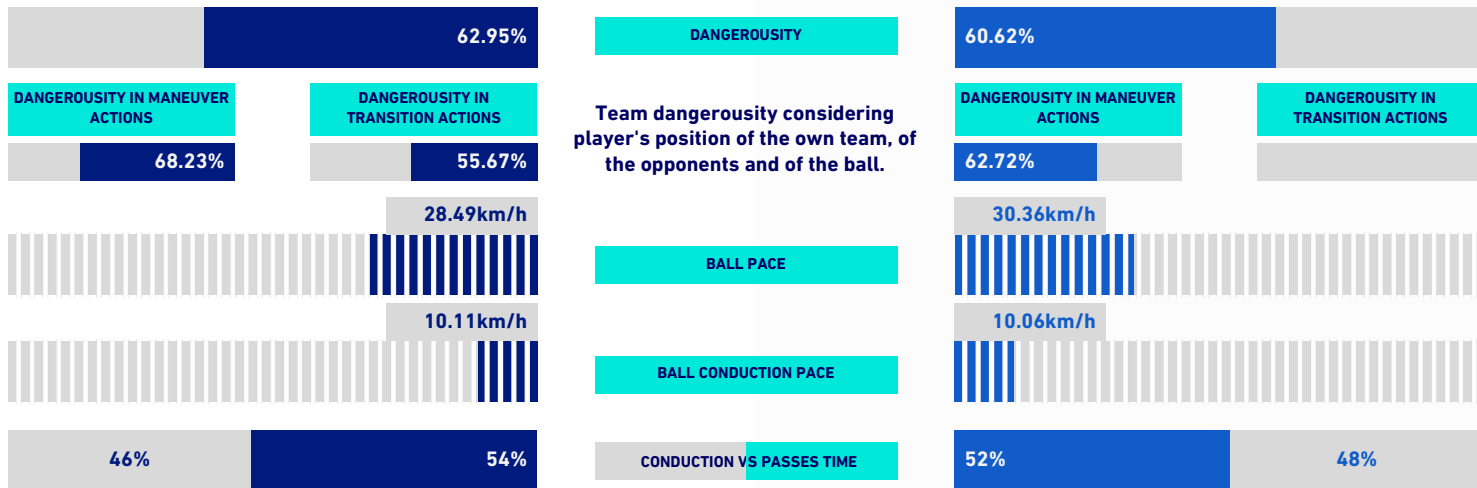 62.95%
DANGEROUSITY
60.62%
DANGEROUSITY IN MANEUVER
ACTIONS
DANGEROUSITY IN
TRANSITION ACTIONS
68.23%
55.67%
Team dangerousity considering
player's position of the own team, of
the opponents and of the ball.
DANGEROUSITY IN MANEUVER
ACTIONS
DANGEROUSITY IN
TRANSITION ACTIONS
62.72%
28.49km/h
BALL PACE
30.36km/h
10.11km/h
BALL CONDUCTION PACE
10.06km/h
46%
54%
CONDUCTION VS PASSES TIME
52%
48%